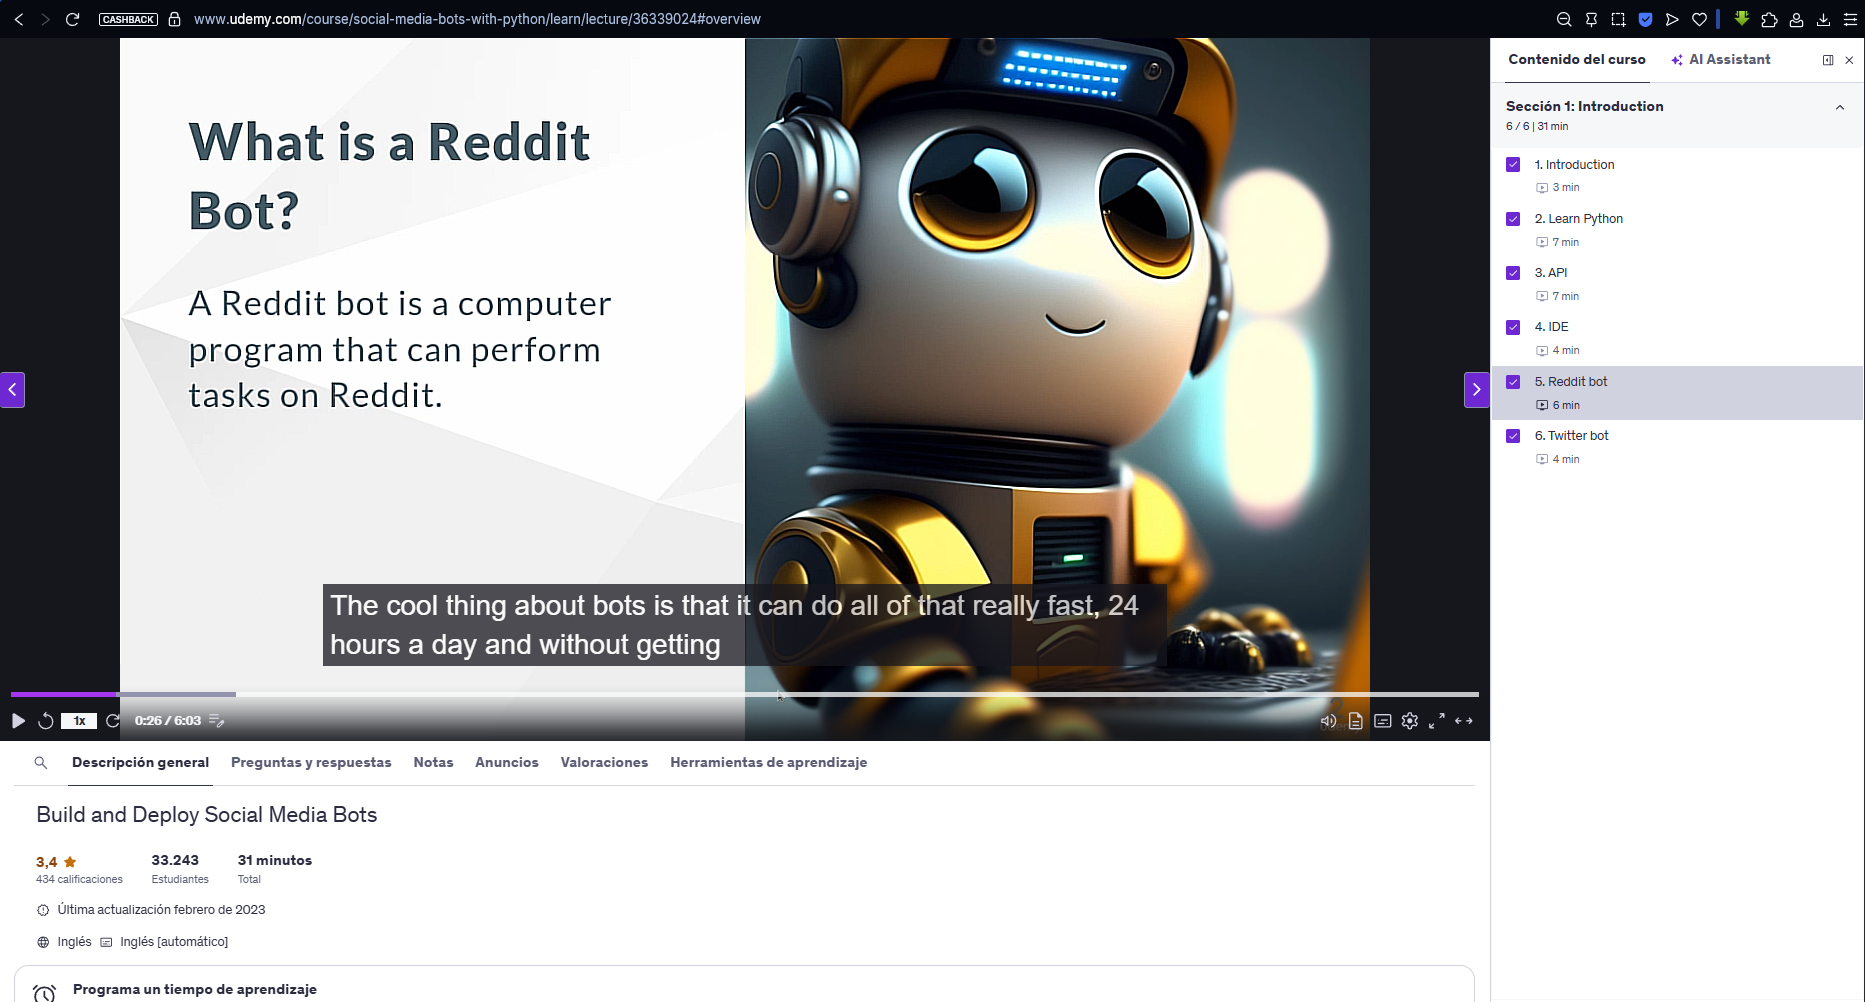 CASHBACK
www.udemy.com/course/social-media-bots-with-python/learn/lecture/36339024#overview
What is a Reddit
Bot?
A Reddit bot is a computer
program that can perform
tasks on Reddit.
The cool thing about bots is that it can do all of that really fast, 24
hours a day and without getting
1x
0:26 / 6:03
Descripción general
Preguntas y respuestas
Notas
Anuncios
Valoraciones
Herramientas de aprendizaje
Build and Deploy Social Media Bots
3,4
434 calificaciones
33.243
Estudiantes
31 minutos
Total
Última actualización febrero de 2023
Inglés
Inglés [automático]
Programa un tiempo de aprendizaje
Contenido del curso
AI Assistant
Sección 1: Introduction
6 / 6 | 31 min
1. Introduction
3 min
2. Learn Python
7 min
3. API
7 min
4. IDE
4 min
5. Reddit bot
6 min
6. Twitter bot
4 min